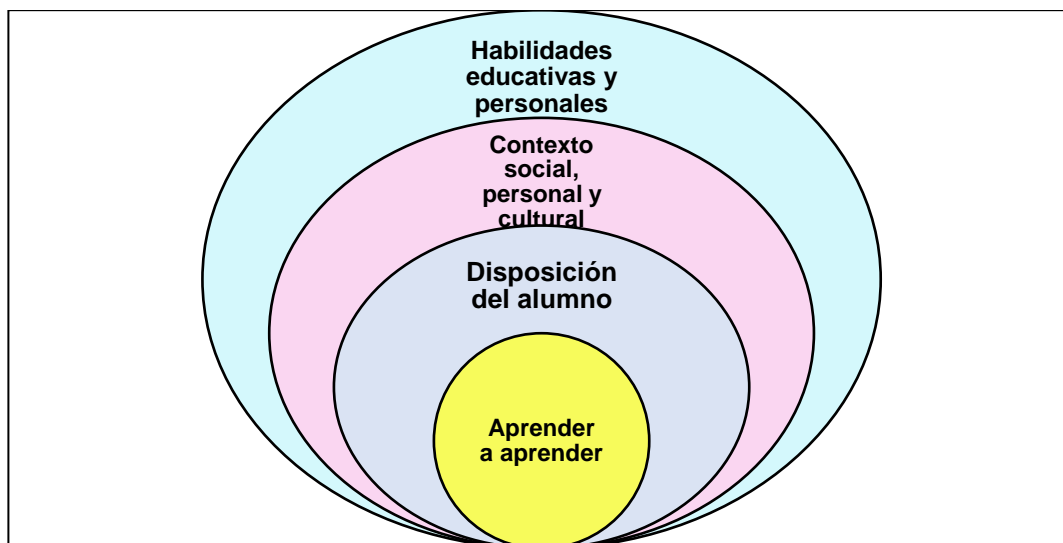 Habilidades
educativas y
personales
Contexto
social,
personal y
cultural
Disposición
del alumno
Aprender
a aprender